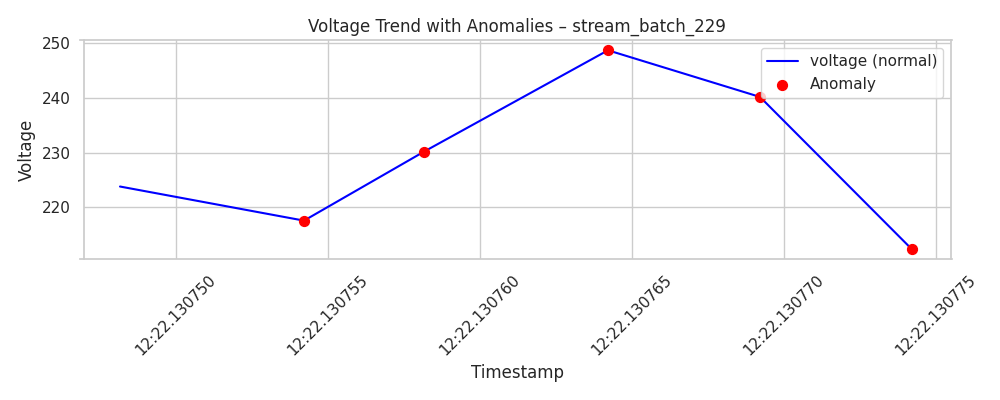 Voltage Trend with Anomalies – stream_batch_229
voltage (normal)
Anomaly
Voltage
250
240
230
220
12:22.130750
12:22.130755
12:22.130760
12:22.130765
12:22.130770
12:22.130775
Timestamp